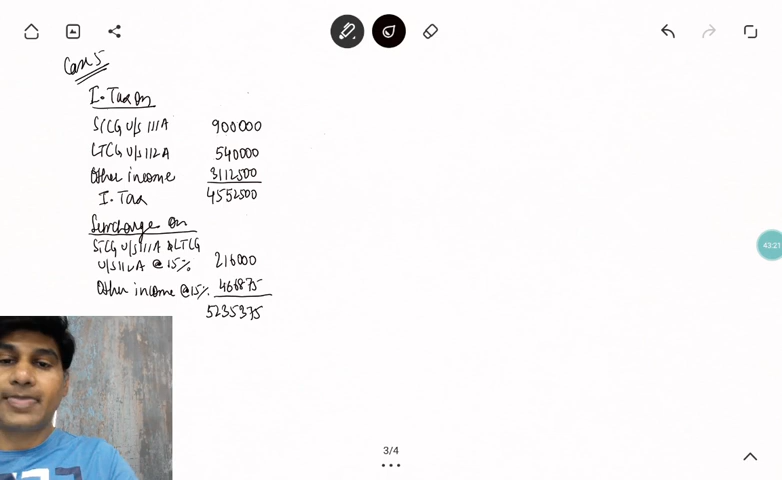 Case 5
I. Tax on
STCG u/s 111A 900000
LTCG u/s 112A 540000
Other income 3112500
I. Tax 4552500
Surcharge on
STCG u/s 111A & LTCG
u/s 112A @ 15% 216000
Other income @15% 466875
5235375
43:21
3/4